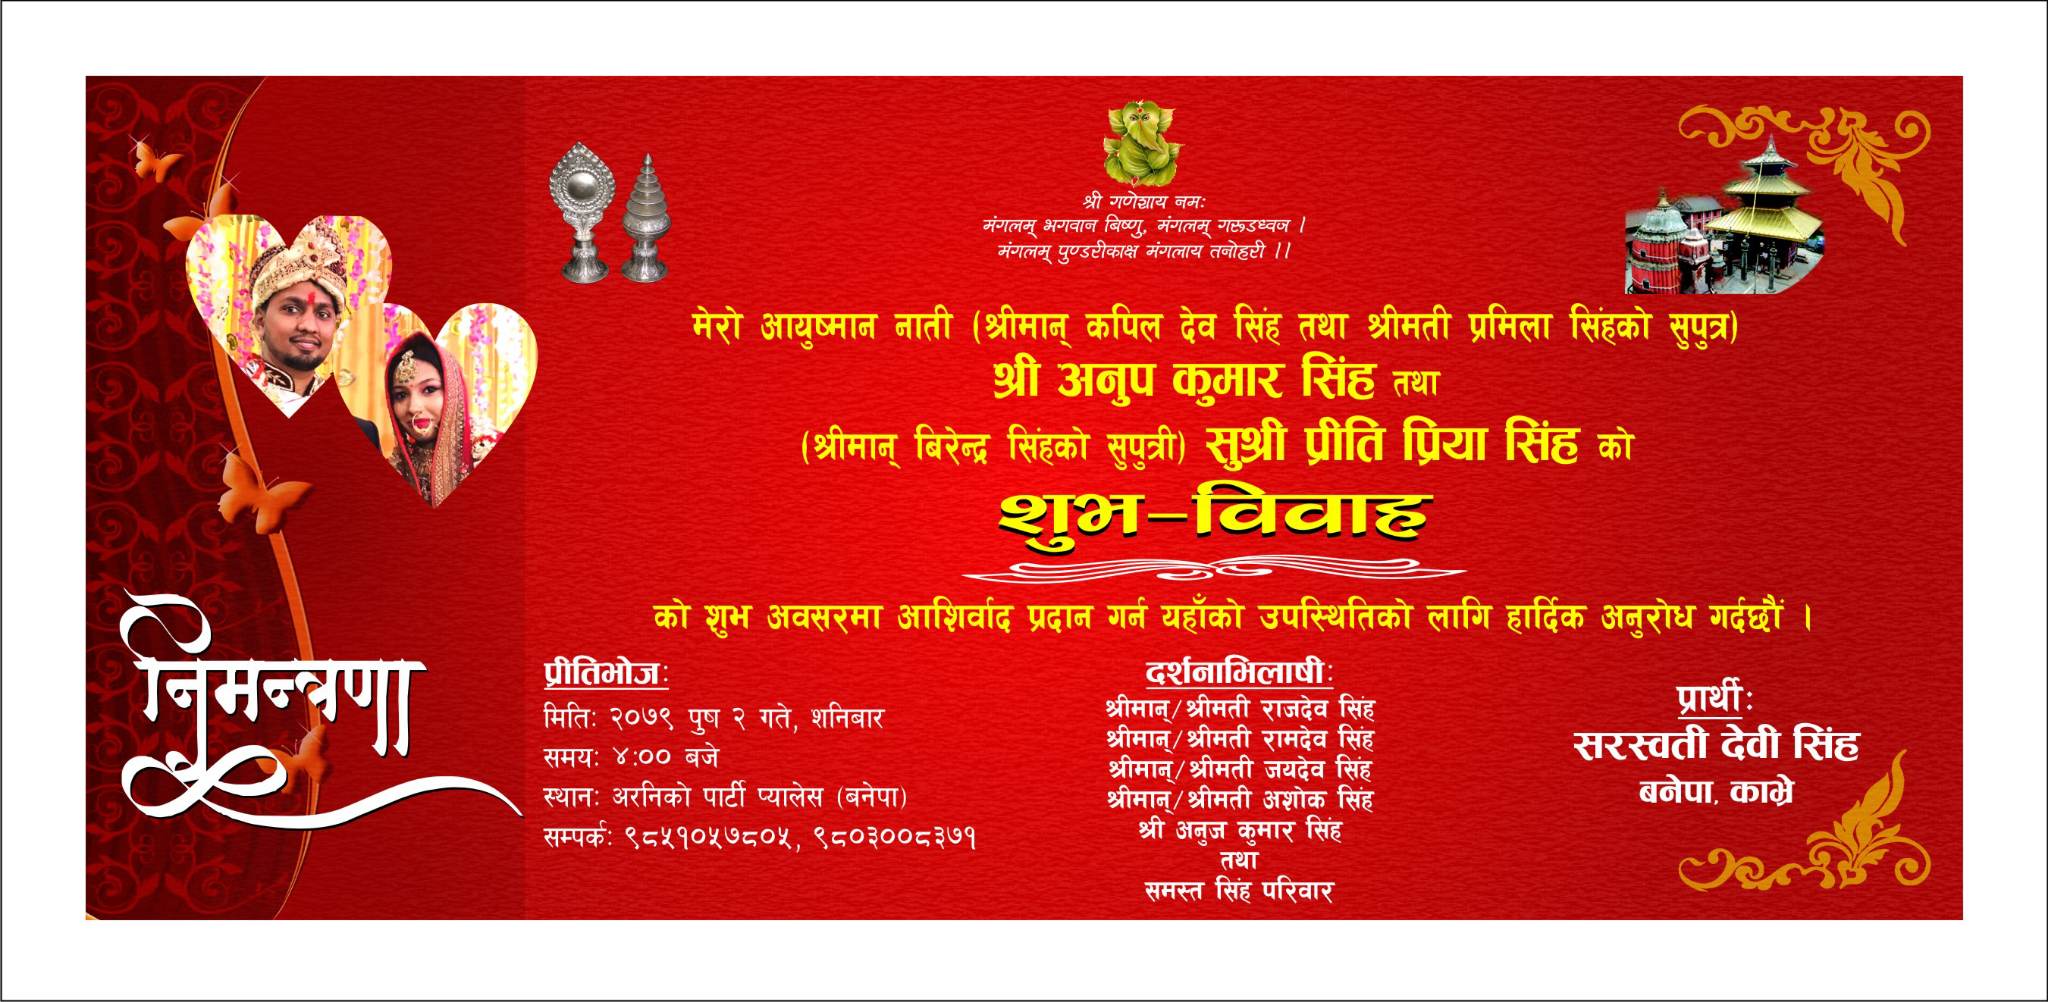 श्री गणेशाय नमः
मंगलम् भगवान बिष्णु, मंगलम् गरूडध्वज ।
मंगलम् पुण्डरीकाक्ष मंगलाय तनोहरी ।।
मेरो आयुष्मान नाती (श्रीमान् कपिल देव सिंह तथा श्रीमती प्रमिला सिंहको सुपुत्र)
श्री अनुप कुमार सिंह तथा
(श्रीमान् बिरेन्द्र सिंहको सुपुत्री) सुश्री प्रीति प्रिया सिंह को
शुभ-विवाह
को शुभ अवसरमा आशिर्वाद प्रदान गर्न यहाँको उपस्थितिको लागि हार्दिक अनुरोध गर्दछौं ।
निमन्त्रणा
प्रीतिभोजः
मितिः २०७९ पुष २ गते, शनिबार
समयः ४:०० बजे
स्थानः अरनिको पार्टी प्यालेस (बनेपा)
सम्पर्कः ९८५१०५७८०५, ९८०३००८३७१
दर्शनाभिलाषीः
श्रीमान्/श्रीमती राजदेव सिंह
श्रीमान्/श्रीमती रामदेव सिंह
श्रीमान्/श्रीमती जयदेव सिंह
श्रीमान्/श्रीमती अशोक सिंह
श्री अनुज कुमार सिंह
तथा
समस्त सिंह परिवार
प्रार्थीः
सरस्वती देवी सिंह
बनेपा, काभ्रे